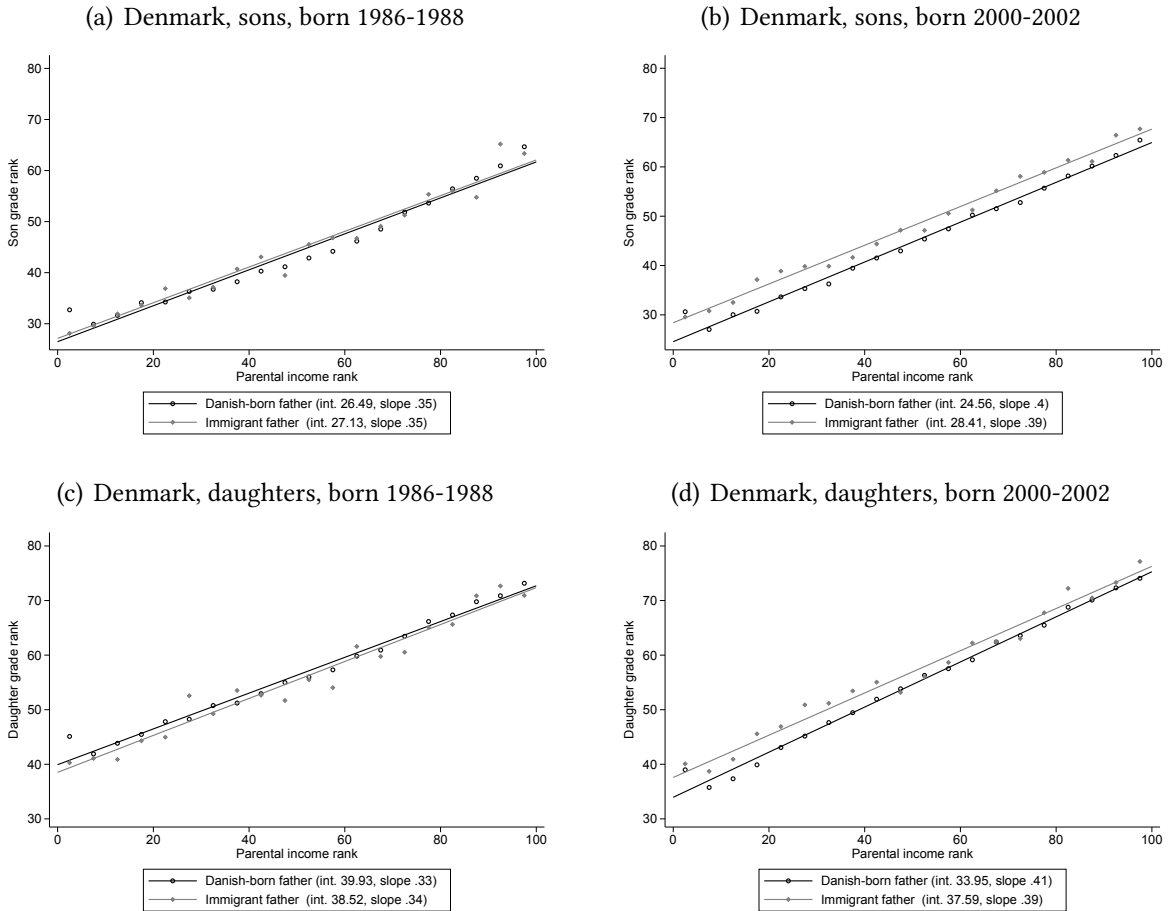 (a) Denmark, sons, born 1986-1988
80
70
60
50
40
30
Son grade rank
0 20 40 60 80 100
Parental income rank
Danish-born father (int. 26.49, slope .35)
Immigrant father (int. 27.13, slope .35)
(b) Denmark, sons, born 2000-2002
80
70
60
50
40
30
Son grade rank
0 20 40 60 80 100
Parental income rank
Danish-born father (int. 24.56, slope .4)
Immigrant father (int. 28.41, slope .39)
(c) Denmark, daughters, born 1986-1988
80
70
60
50
40
30
Daughter grade rank
0 20 40 60 80 100
Parental income rank
Danish-born father (int. 39.93, slope .33)
Immigrant father (int. 38.52, slope .34)
(d) Denmark, daughters, born 2000-2002
80
70
60
50
40
30
Daughter grade rank
0 20 40 60 80 100
Parental income rank
Danish-born father (int. 33.95, slope .41)
Immigrant father (int. 37.59, slope .39)